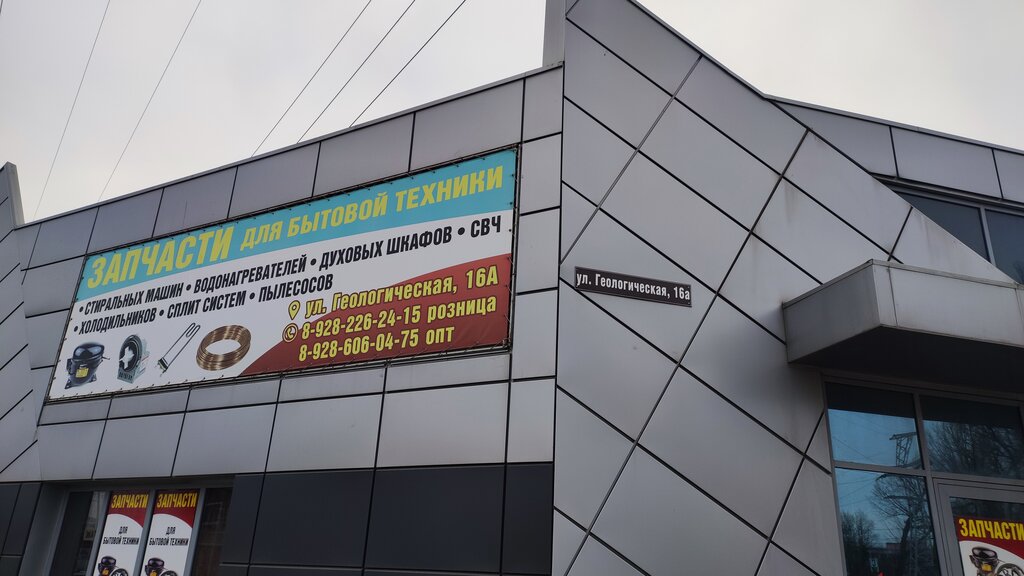 ЗАПЧАСТИ ДЛЯ БЫТОВОЙ ТЕХНИКИ
• СТИРАЛЬНЫХ МАШИН • ВОДОНАГРЕВАТЕЛЕЙ • ДУХОВЫХ ШКАФОВ • СВЧ
• ХОЛОДИЛЬНИКОВ • СПЛИТ СИСТЕМ • ПЫЛЕСОСОВ
ул. Геологическая, 16А
8-928-226-24-15 розница
8-928-606-04-75 опт
ул. Геологическая, 16а
ЗАПЧАСТИ
ДЛЯ
БЫТОВОЙ ТЕХНИКИ
ЗАПЧАСТИ
ДЛЯ
БЫТОВОЙ ТЕХНИКИ
ЗАПЧАСТИ